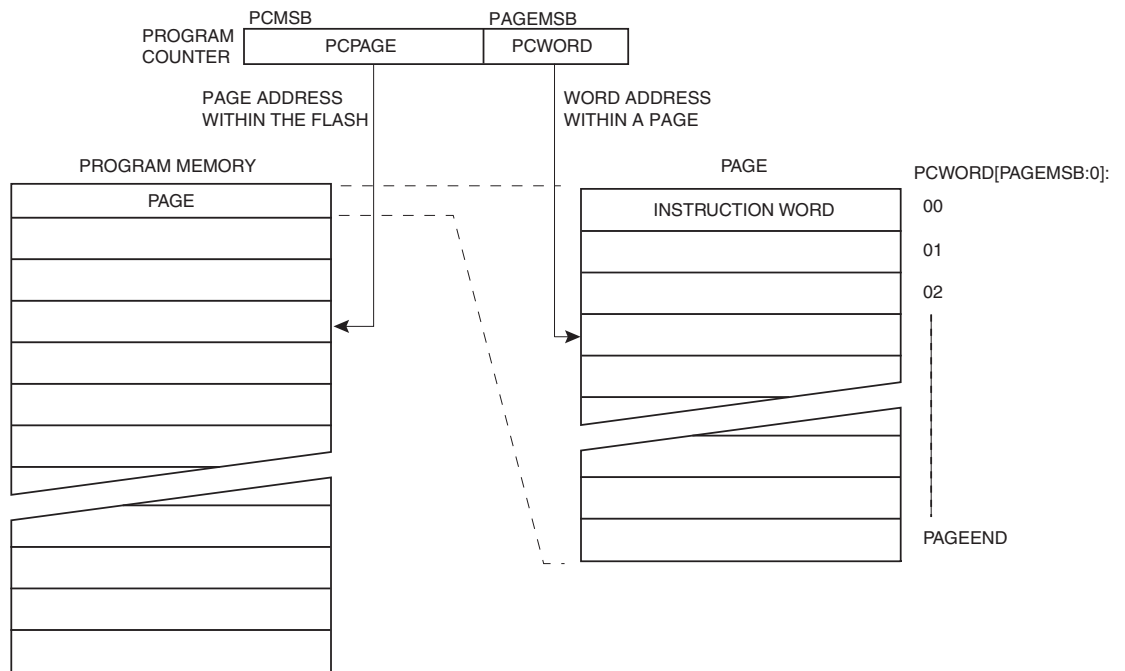 PCMSB
PAGEMSB
PROGRAM
COUNTER
PCPAGE
PCWORD
PAGE ADDRESS
WITHIN THE FLASH
WORD ADDRESS
WITHIN A PAGE
PROGRAM MEMORY
PAGE
PAGE
PCWORD[PAGEMSB:0]:
INSTRUCTION WORD
00
01
02
PAGEEND